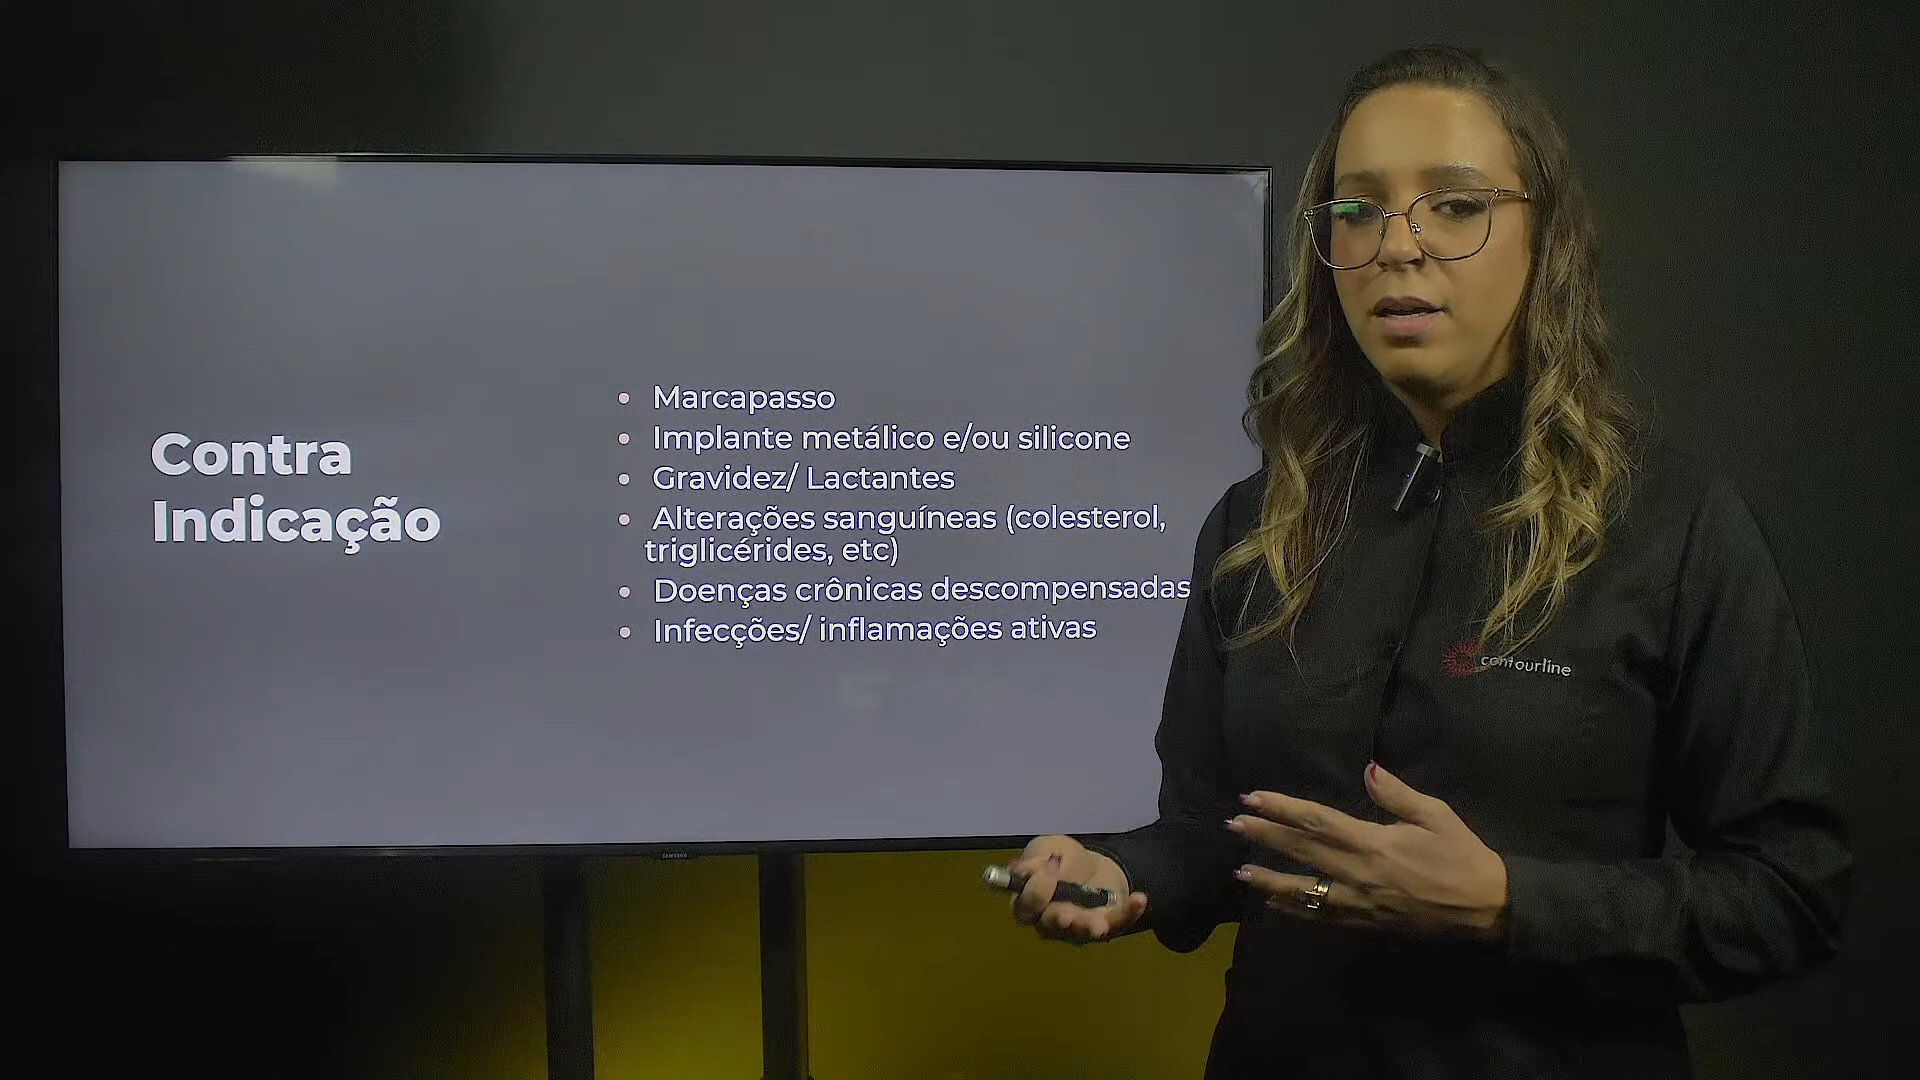 Contra
Indicação
• Marcapasso
• Implante metálico e/ou silicone
• Gravidez/ Lactantes
• Alterações sanguíneas (colesterol,
triglicérides, etc)
• Doenças crônicas descompensadas
• Infecções/ inflamações ativas
contourline
SAMSUNG